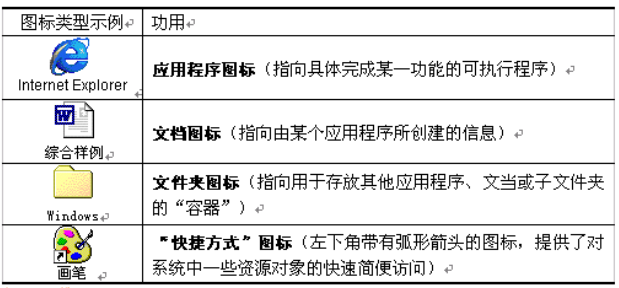 图标类型示例
功用
Internet Explorer
应用程序图标（指向具体完成某一功能的可执行程序）
综合样例
文档图标（指向由某个应用程序所创建的信息）
Windows
文件夹图标（指向用于存放其他应用程序、文当或子文件夹
的“容器”）
画笔
“快捷方式”图标（左下角带有弧形箭头的图标，提供了对
系统中一些资源对象的快速简便访问）